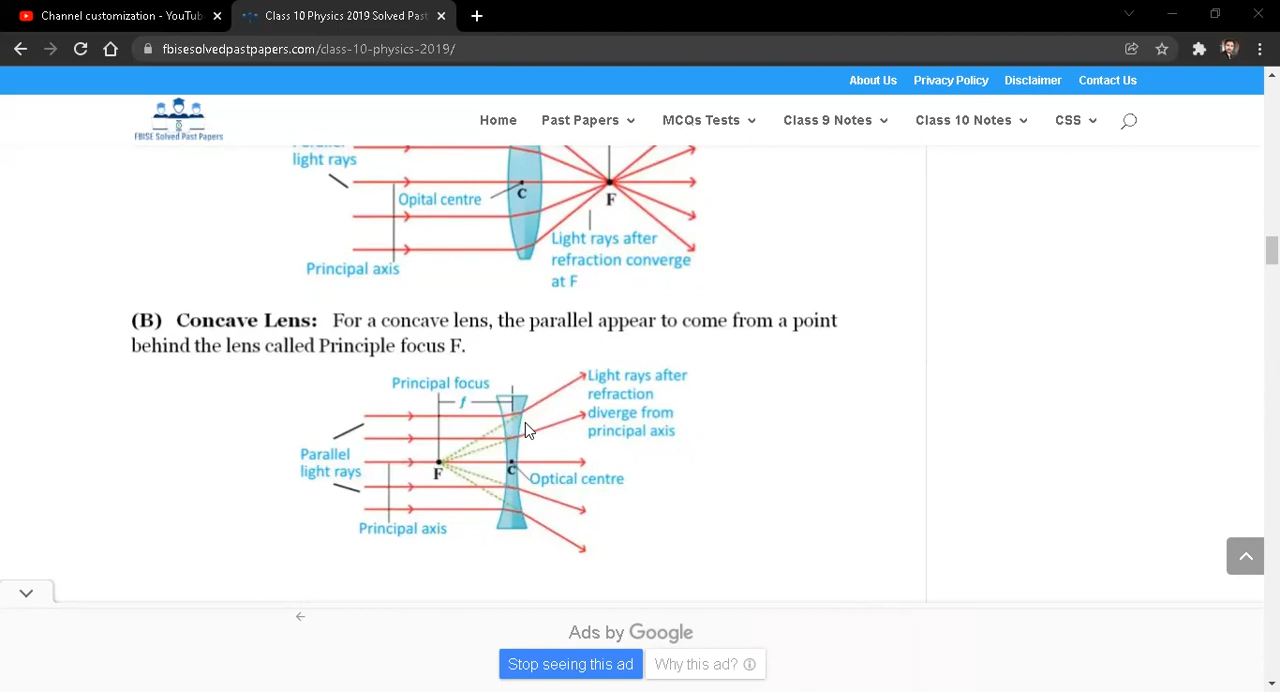 Channel customization - YouTub
Class 10 Physics 2019 Solved Past
fbisesolvedpastpapers.com/class-10-physics-2019/
About Us Privacy Policy Disclaimer Contact Us
FBISE Solved Past Papers
Home Past Papers MCQs Tests Class 9 Notes Class 10 Notes CSS
light rays
Opital centre
C
F
Light rays after
refraction converge
at F
Principal axis
(B) Concave Lens: For a concave lens, the parallel appear to come from a point
behind the lens called Principle focus F.
Principal focus
f
Light rays after
refraction
diverge from
principal axis
Parallel
light rays
F
C
Optical centre
Principal axis
Ads by Google
Stop seeing this ad
Why this ad?